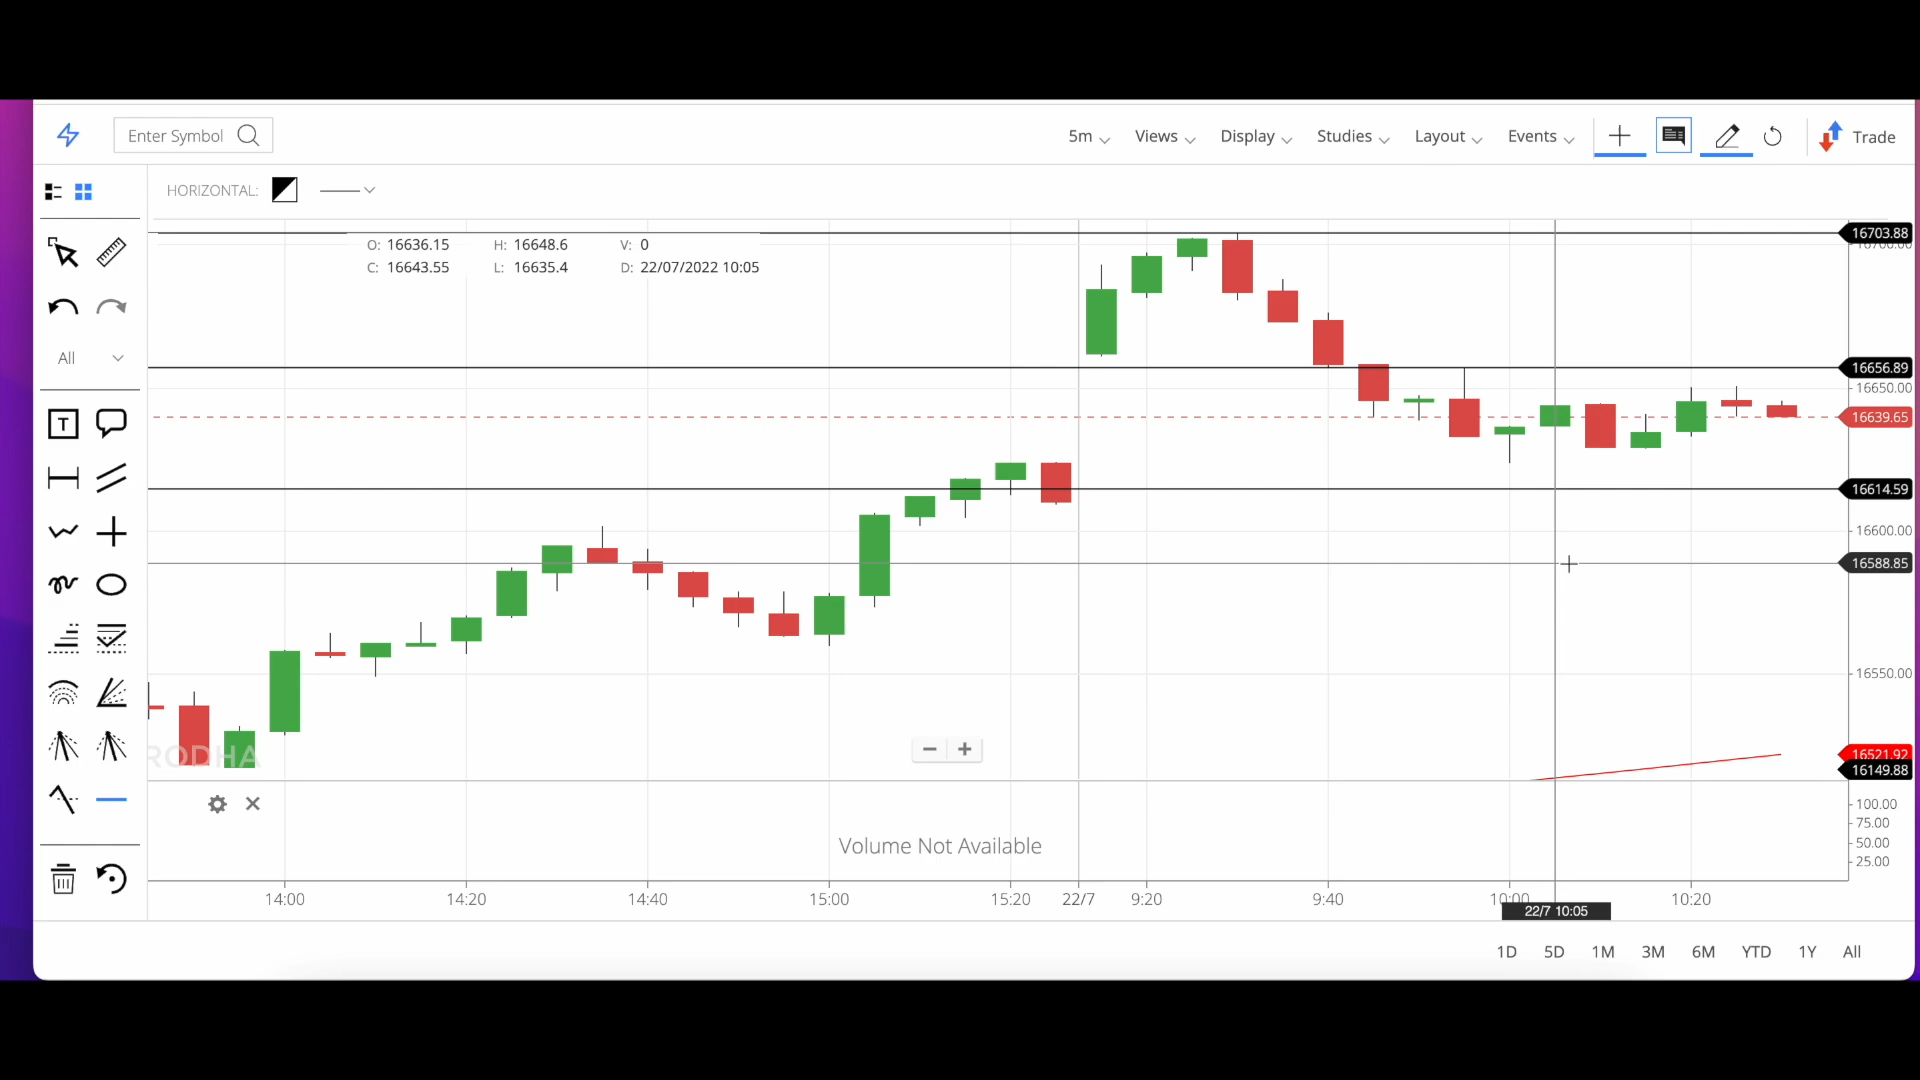 Enter Symbol
5m Views Display Studies Layout Events Trade
HORIZONTAL:
O: 16636.15 H: 16648.6 V: 0
C: 16643.55 L: 16635.4 D: 22/07/2022 10:05
All
T
16703.88
16700.00
16656.89
16650.00
16639.65
16614.59
16600.00
16588.85
16550.00
16521.92
16149.88
RODHA
Volume Not Available
100.00
75.00
50.00
25.00
14:00 14:20 14:40 15:00 15:20 22/7 9:20 9:40 10:00 10:20
22/7 10:05
1D 5D 1M 3M 6M YTD 1Y All